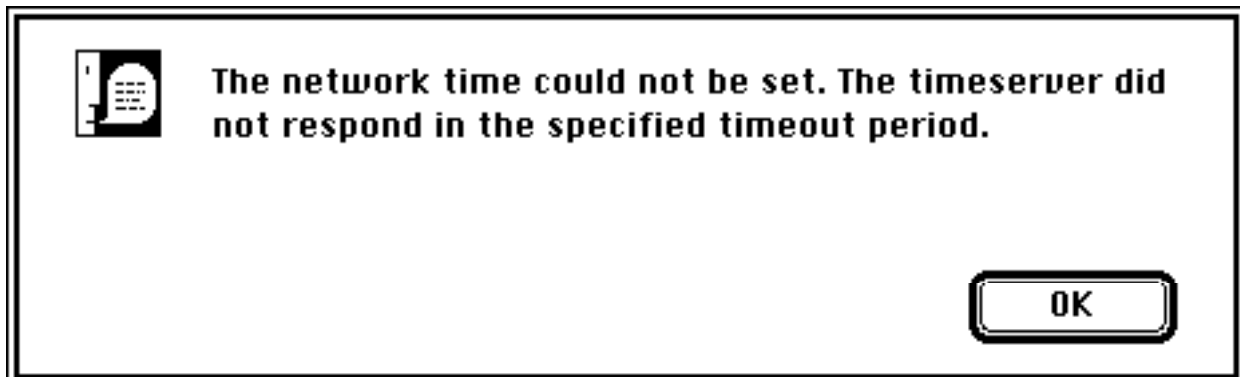 The network time could not be set. The timeserver did
not respond in the specified timeout period.
OK